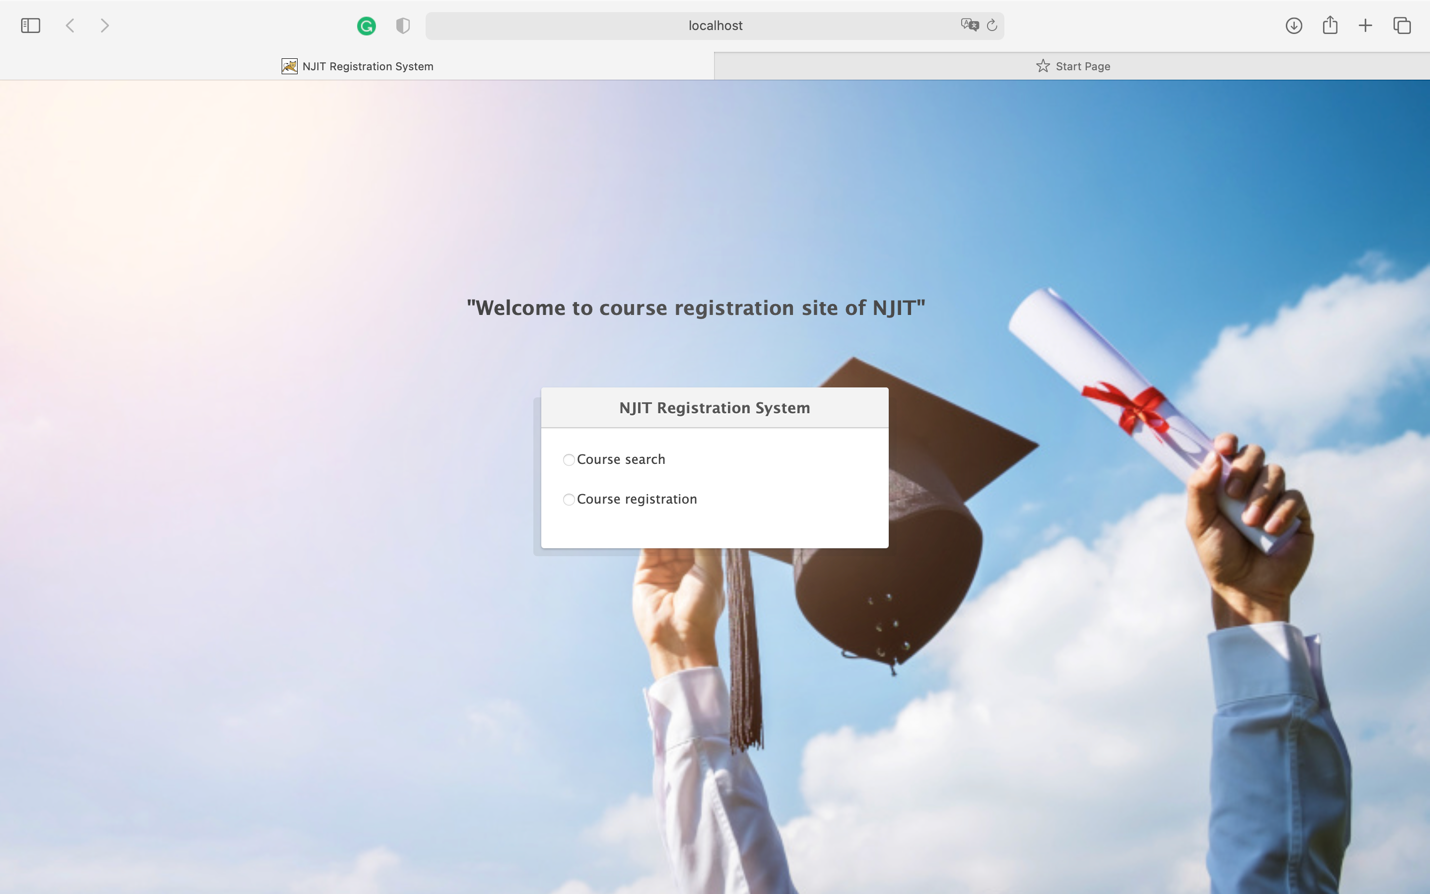 localhost
NJIT Registration System
Start Page
"Welcome to course registration site of NJIT"
NJIT Registration System
Course search
Course registration